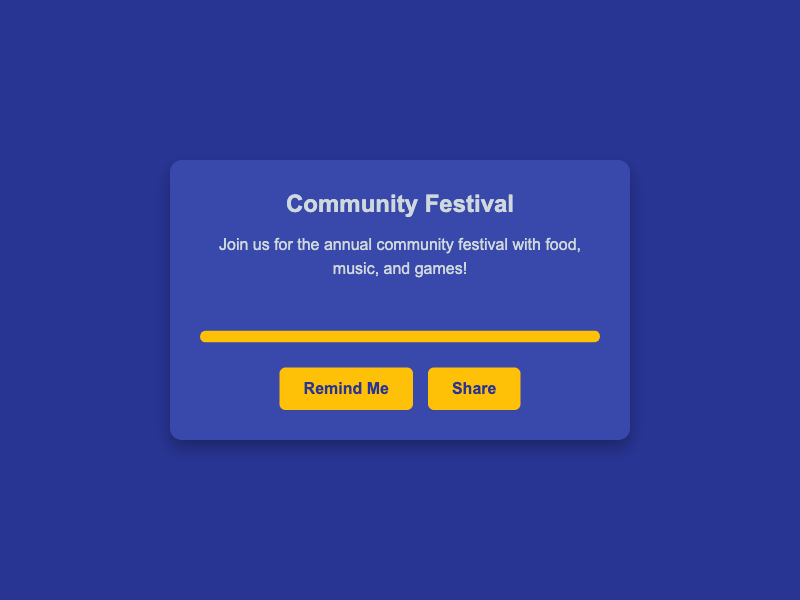 Community Festival
Join us for the annual community festival with food,
music, and games!
Remind Me
Share